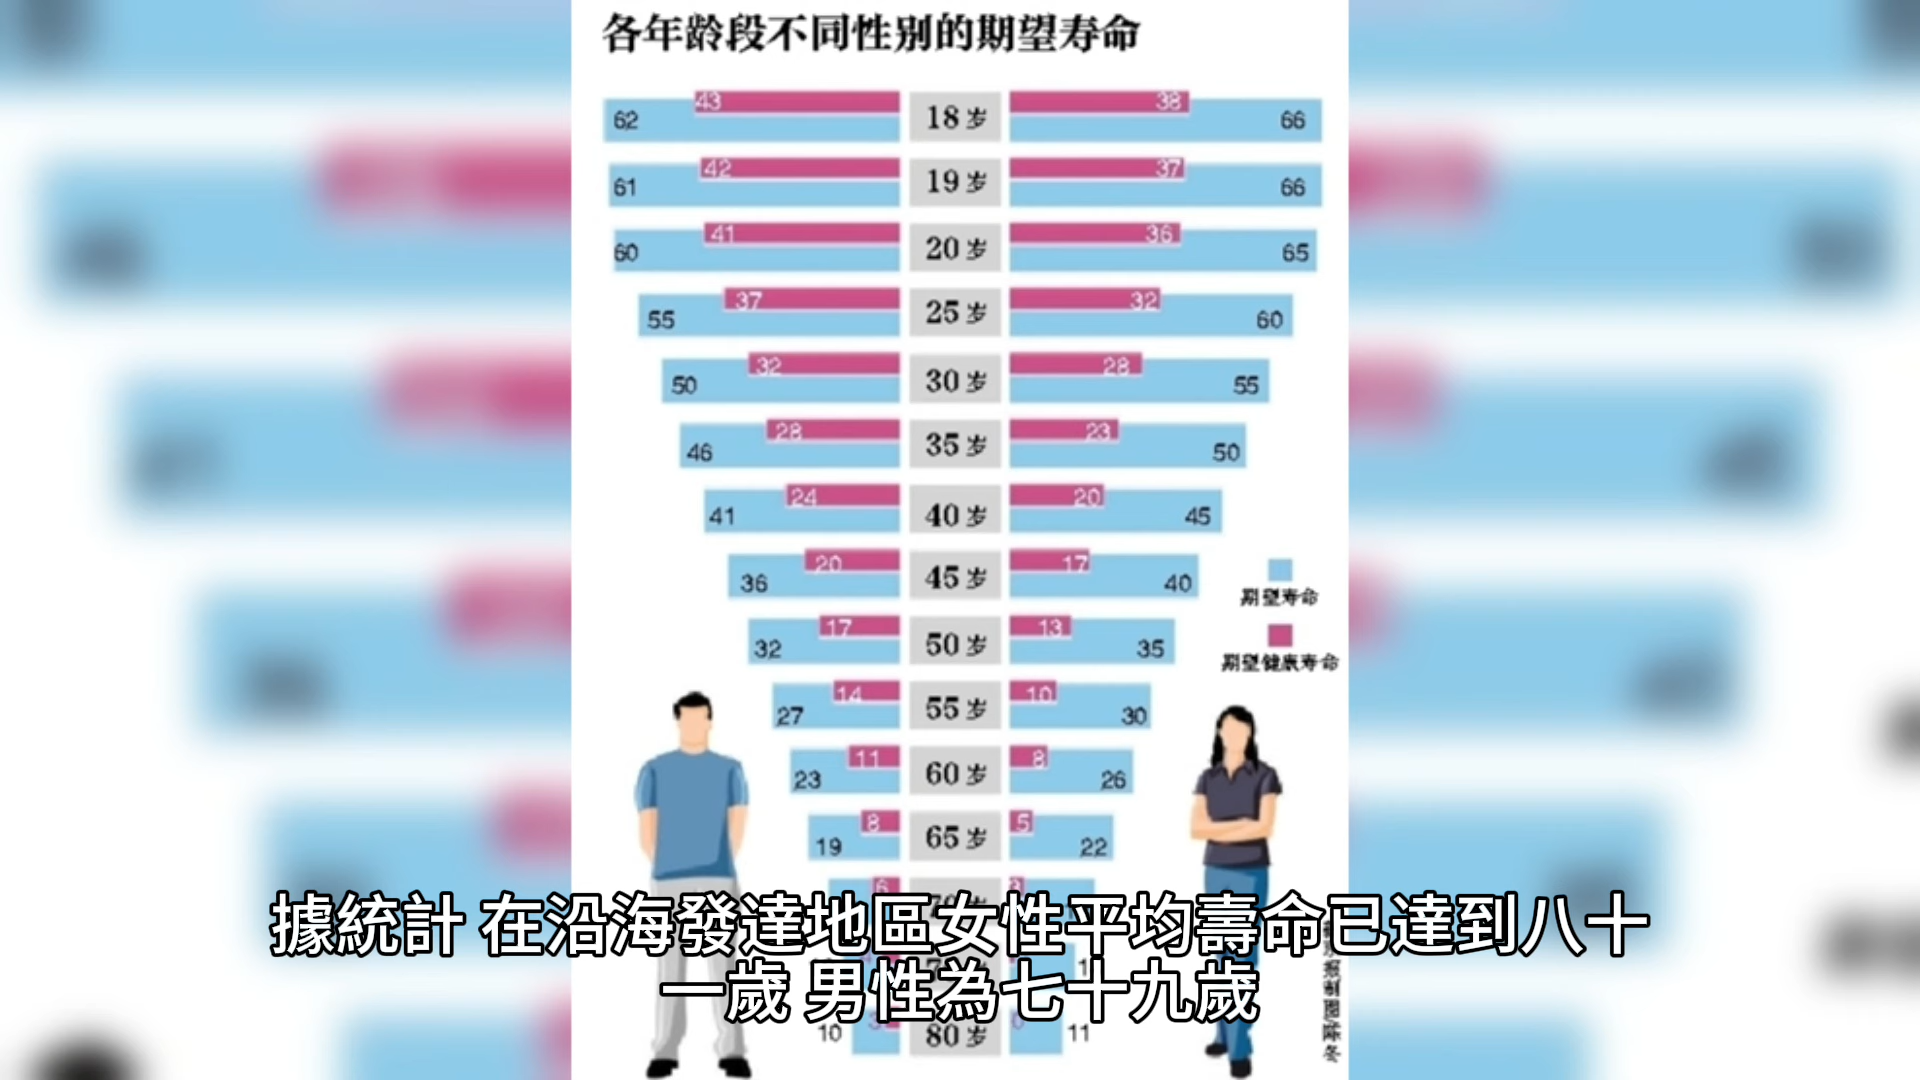 各年龄段不同性别的期望寿命
43 38
62 18岁 66
42 37
61 19岁 66
41 36
60 20岁 65
37 32
55 25岁 60
32 28
50 30岁 55
28 23
46 35岁 50
24 20
41 40岁 45
20 17
36 45岁 40
期望寿命
17 13
32 50岁 35
期望健康寿命
14 10
27 55岁 30
11 8
23 60岁 26
8 5
19 65岁 22
6
據統計 在沿海發達地區女性平均壽命已達到八十
一歲 男性為七十九歲
3
10 80岁 11